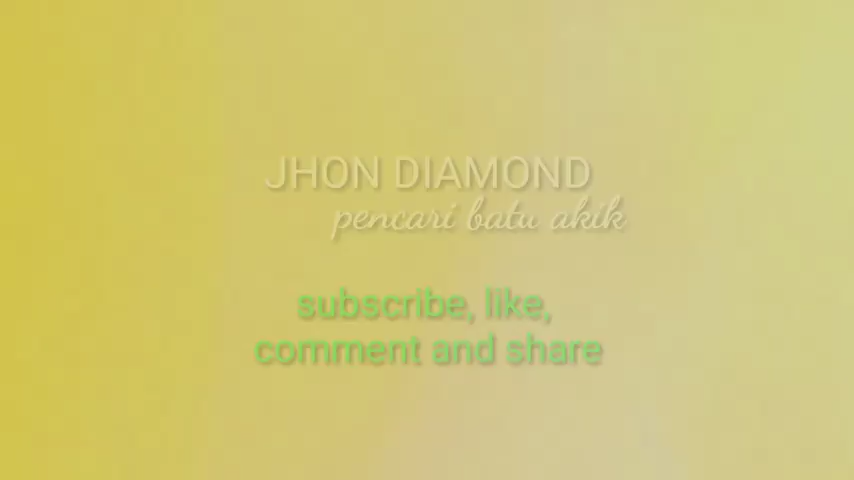 JHON DIAMOND
pencari batu akik
subscribe, like,
comment and share